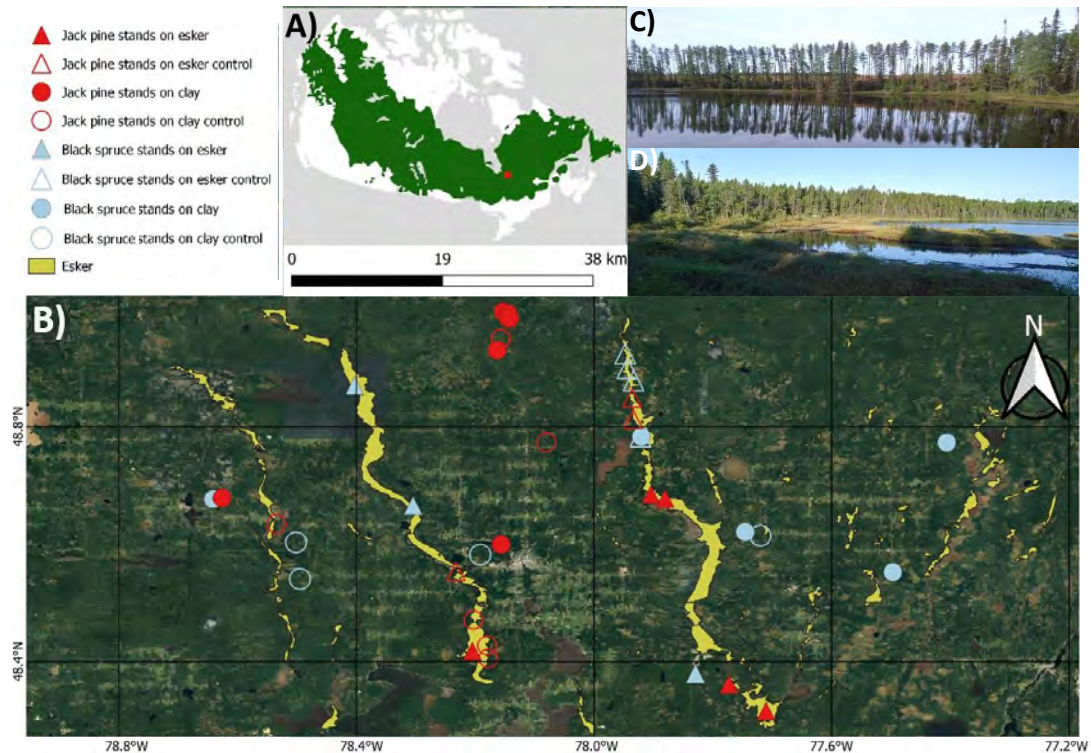 Jack pine stands on esker
Jack pine stands on esker control
Jack pine stands on clay
Jack pine stands on clay control
Black spruce stands on esker
Black spruce stands on esker control
Black spruce stands on clay
Black spruce stands on clay control
Esker
A)
0 19 38 km
C)
D)
B)
N
48.8°N
48.4°N
78.8°W 78.4°W 78.0°W 77.6°W 77.2°W